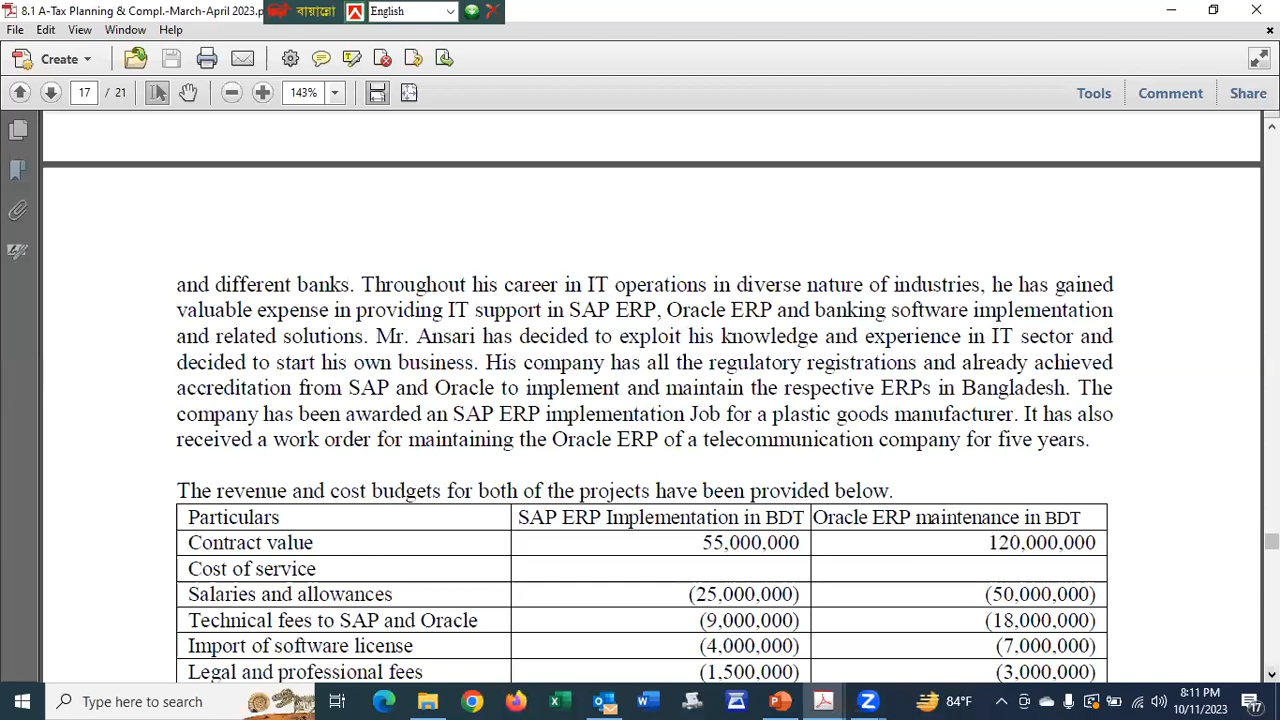 8.1 A-Tax Planning & Compl.-March-April 2023.p
বায়ান্নো
English
File Edit View Window Help
Create
17 / 21
143%
Tools Comment Share
and different banks. Throughout his career in IT operations in diverse nature of industries, he has gained
valuable expense in providing IT support in SAP ERP, Oracle ERP and banking software implementation
and related solutions. Mr. Ansari has decided to exploit his knowledge and experience in IT sector and
decided to start his own business. His company has all the regulatory registrations and already achieved
accreditation from SAP and Oracle to implement and maintain the respective ERPs in Bangladesh. The
company has been awarded an SAP ERP implementation Job for a plastic goods manufacturer. It has also
received a work order for maintaining the Oracle ERP of a telecommunication company for five years.
The revenue and cost budgets for both of the projects have been provided below.
Particulars SAP ERP Implementation in BDT Oracle ERP maintenance in BDT
Contract value 55,000,000 120,000,000
Cost of service
Salaries and allowances (25,000,000) (50,000,000)
Technical fees to SAP and Oracle (9,000,000) (18,000,000)
Import of software license (4,000,000) (7,000,000)
Legal and professional fees (1,500,000) (3,000,000)
Type here to search
84°F
8:11 PM
10/11/2023
17